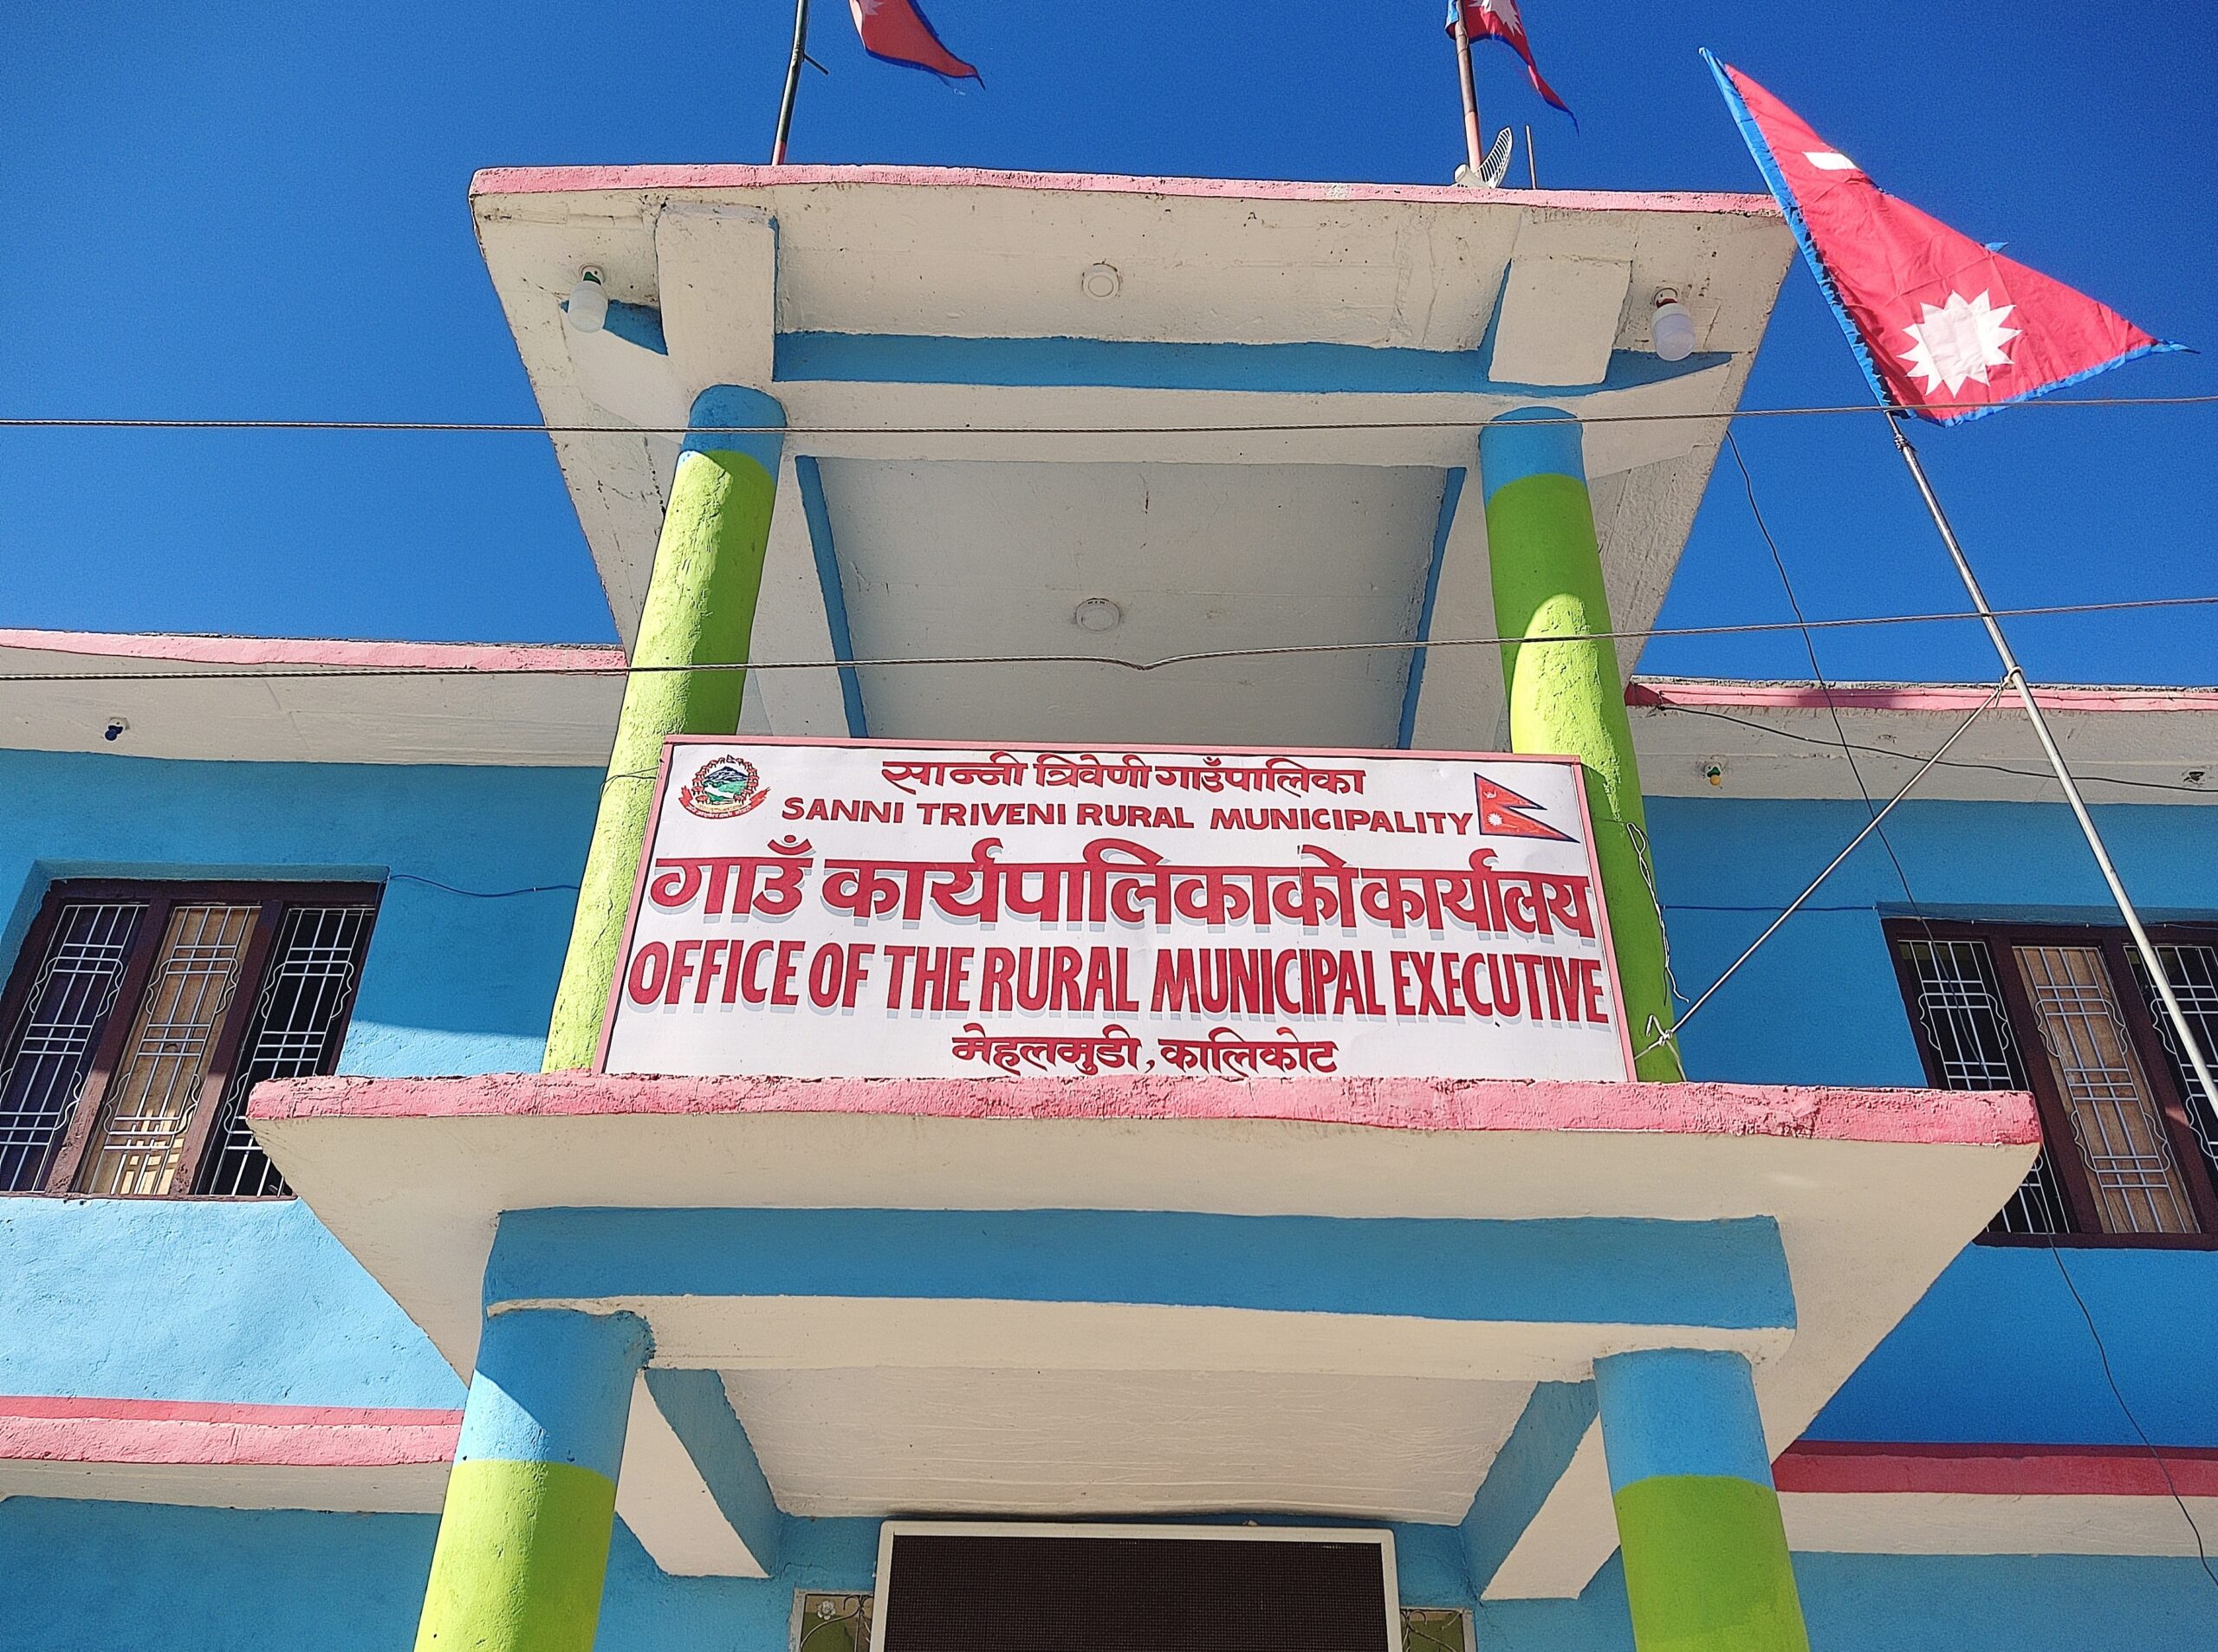 सान्नी त्रिवेणी गाउँपालिका
SANNI TRIVENI RURAL MUNICIPALITY
गाउँ कार्यपालिकाको कार्यालय
OFFICE OF THE RURAL MUNICIPAL EXECUTIVE
मेहलमुडी, कालिकोट